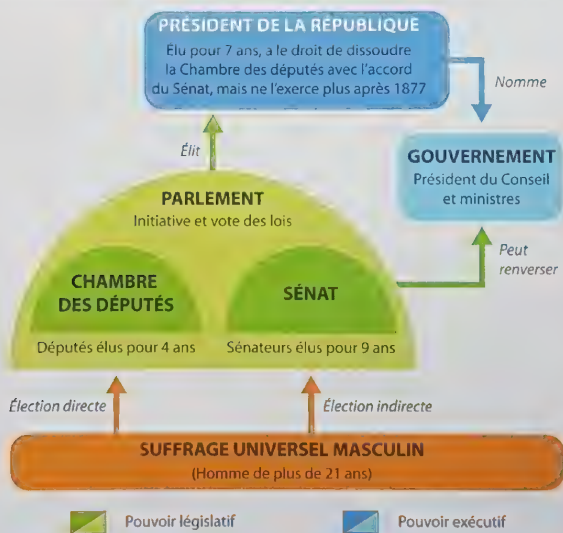 PRÉSIDENT DE LA RÉPUBLIQUE
Élu pour 7 ans, a le droit de dissoudre
la Chambre des députés avec l'accord
du Sénat, mais ne l'exerce plus après 1877
Nomme
Élit
GOUVERNEMENT
Président du Conseil
et ministres
PARLEMENT
Initiative et vote des lois
Peut
renverser
CHAMBRE
DES DÉPUTÉS
SÉNAT
Députés élus pour 4 ans
Sénateurs élus pour 9 ans
Élection directe
Élection indirecte
SUFFRAGE UNIVERSEL MASCULIN
(Homme de plus de 21 ans)
Pouvoir législatif
Pouvoir exécutif